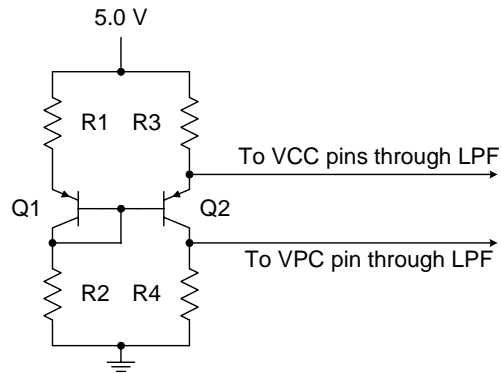 5.0 V
R1 R3
To VCC pins through LPF
Q1 Q2
To VPC pin through LPF
R2 R4